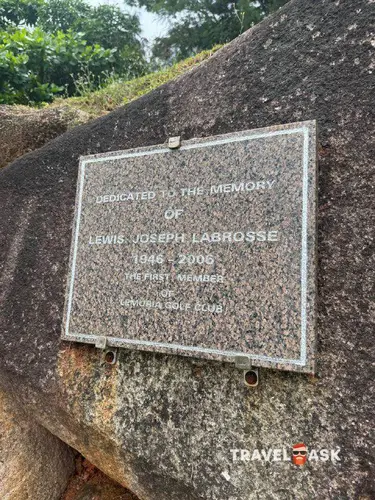 DEDICATED TO THE MEMORY
OF
LEWIS JOSEPH LABROSSE
1946 - 2006
THE FIRST MEMBER
OF
LEMURIA GOLF CLUB
TRAVEL ASK